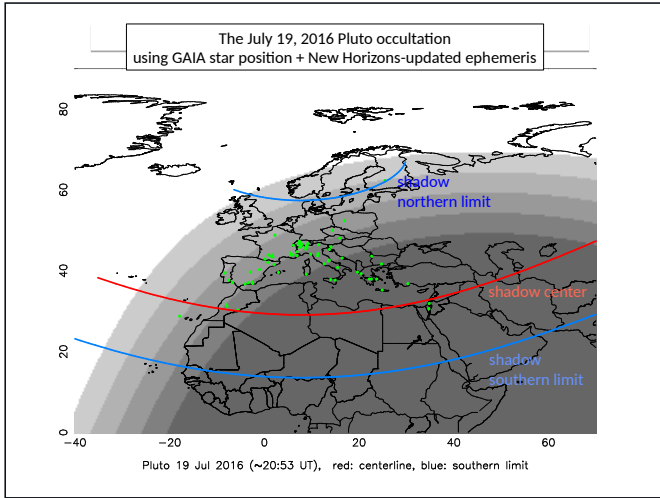 The July 19, 2016 Pluto occultation
using GAIA star position + New Horizons-updated ephemeris
80
60
shadow
northern limit
40
shadow center
20
shadow
southern limit
0
−40 −20 0 20 40 60
Pluto 19 Jul 2016 (~20:53 UT), red: centerline, blue: southern limit